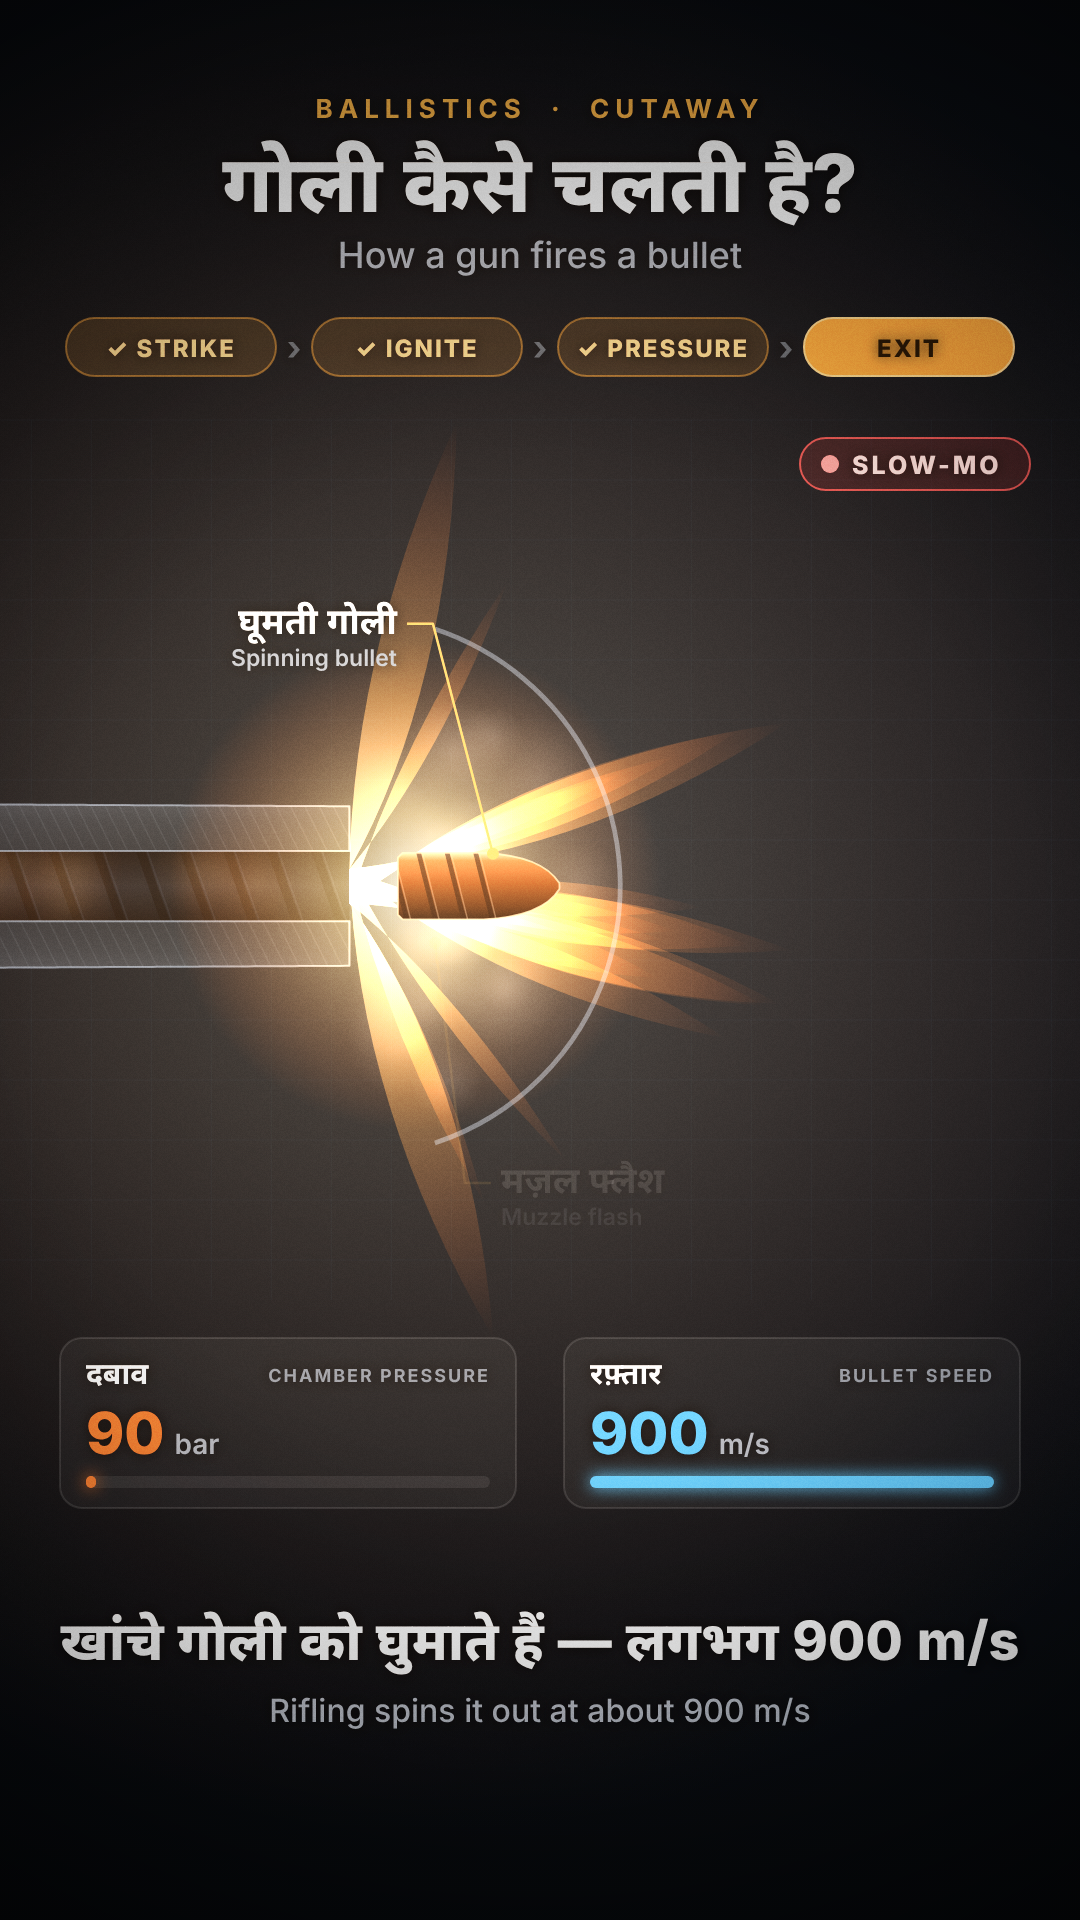 BALLISTICS · CUTAWAY
गोली कैसे चलती है?
How a gun fires a bullet
✓ STRIKE › ✓ IGNITE › ✓ PRESSURE › EXIT
SLOW-MO
घूमती गोली
Spinning bullet
मज़ल फ्लैश
Muzzle flash
दबाव CHAMBER PRESSURE
90 bar
रफ़्तार BULLET SPEED
900 m/s
खांचे गोली को घुमाते हैं — लगभग 900 m/s
Rifling spins it out at about 900 m/s